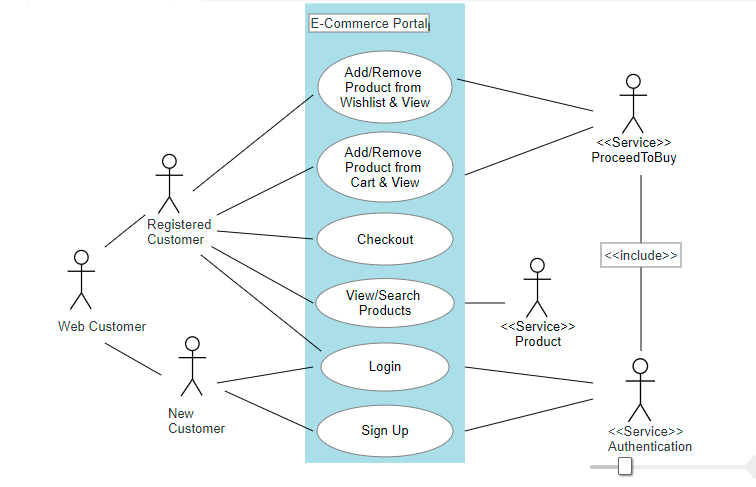 E-Commerce Portal
Add/Remove
Product from
Wishlist & View
<<Service>>
ProceedToBuy
Add/Remove
Product from
Cart & View
Registered
Customer
Checkout
<<include>>
View/Search
Products
Web Customer
<<Service>>
Product
Login
New
Customer
Sign Up
<<Service>>
Authentication